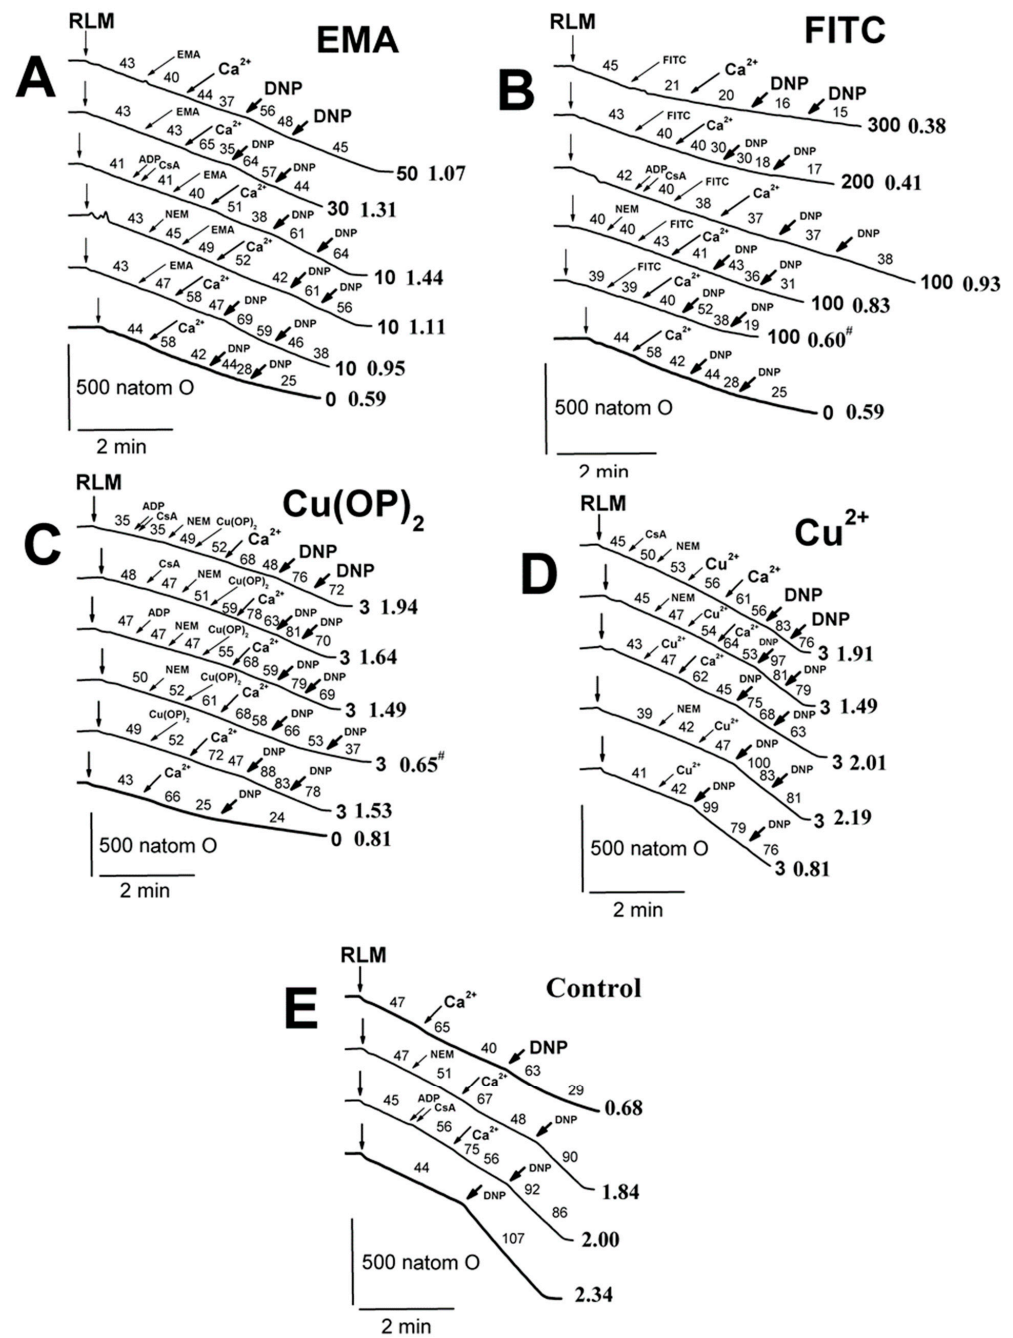 A
EMA
RLM
43 EMA 40 Ca²⁺ 44 37 DNP 56 48 DNP 45 50 1.07
43 EMA 43 Ca²⁺ 65 35 DNP 64 57 DNP 44 30 1.31
41 ADP CsA 41 EMA 40 Ca²⁺ 51 38 DNP 61 DNP 64 10 1.44
43 NEM 45 EMA 49 Ca²⁺ 52 42 DNP 61 DNP 56 10 1.11
43 EMA 47 Ca²⁺ 58 47 DNP 69 59 DNP 46 38 10 0.95
44 Ca²⁺ 58 42 DNP 44 28 DNP 25 0 0.59
500 natom O
2 min
B
FITC
RLM
45 FITC 21 Ca²⁺ 20 DNP 16 DNP 15 300 0.38
43 FITC 40 Ca²⁺ 40 30 DNP 30 18 DNP 17 200 0.41
42 ADP CsA 40 FITC 38 Ca²⁺ 37 DNP 37 DNP 38 100 0.93
40 NEM 40 FITC 43 Ca²⁺ 41 DNP 43 36 DNP 31 100 0.83
39 FITC 39 Ca²⁺ 40 DNP 52 38 DNP 19 100 0.60#
44 Ca²⁺ 58 42 DNP 44 28 DNP 25 0 0.59
500 natom O
2 min
C
Cu(OP)₂
RLM
35 ADP CsA 35 NEM 49 Cu(OP)₂ 52 Ca²⁺ 68 48 DNP 76 DNP 72 3 1.94
48 CsA 47 NEM 51 Cu(OP)₂ 59 Ca²⁺ 78 63 DNP 81 DNP 70 3 1.64
47 ADP 47 NEM 47 Cu(OP)₂ 55 Ca²⁺ 68 59 DNP 79 DNP 69 3 1.49
50 NEM 52 Cu(OP)₂ 61 Ca²⁺ 68 58 DNP 66 53 DNP 37 3 0.65#
49 Cu(OP)₂ 52 Ca²⁺ 72 47 DNP 88 83 DNP 78 3 1.53
43 Ca²⁺ 66 25 DNP 24 0 0.81
500 natom O
2 min
D
Cu²⁺
RLM
45 CsA 50 NEM 53 Cu²⁺ 56 Ca²⁺ 61 56 DNP 83 DNP 76 3 1.91
45 NEM 47 Cu²⁺ 54 Ca²⁺ 64 53 DNP 97 81 DNP 79 3 1.49
43 Cu²⁺ 47 Ca²⁺ 62 45 DNP 75 68 DNP 63 3 2.01
39 NEM 42 Cu²⁺ 47 DNP 100 83 DNP 81 3 2.19
41 Cu²⁺ 42 DNP 99 79 DNP 76 3 0.81
500 natom O
2 min
E
Control
RLM
47 Ca²⁺ 65 40 DNP 63 29 0.68
47 NEM 51 Ca²⁺ 67 48 DNP 90 1.84
45 ADP CsA 56 Ca²⁺ 75 56 DNP 92 86 2.00
44 DNP 107 2.34
500 natom O
2 min